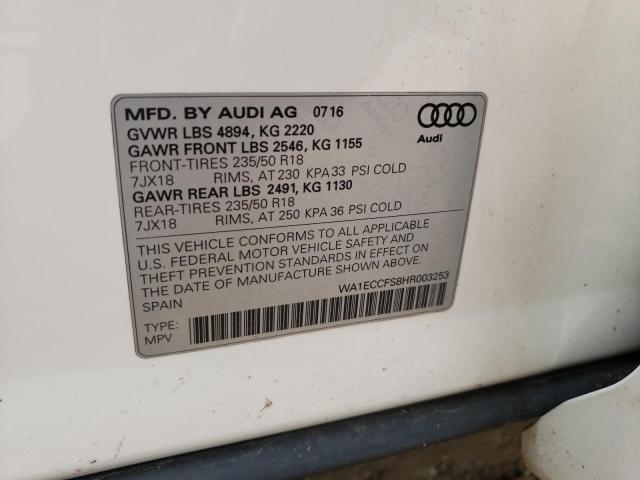 MFD. BY AUDI AG 07/16
GVWR LBS 4894, KG 2220
GAWR FRONT LBS 2546, KG 1155
FRONT-TIRES 235/50 R18
7JX18 RIMS, AT 230 KPA 33 PSI COLD
GAWR REAR LBS 2491, KG 1130
REAR-TIRES 235/50 R18
7JX18 RIMS, AT 250 KPA 36 PSI COLD
THIS VEHICLE CONFORMS TO ALL APPLICABLE
U.S. FEDERAL MOTOR VEHICLE SAFETY AND
THEFT PREVENTION STANDARDS IN EFFECT ON
THE DATE OF MANUFACTURE SHOWN ABOVE.
SPAIN
WA1ECCFS8HR003253
TYPE:
MPV
Audi